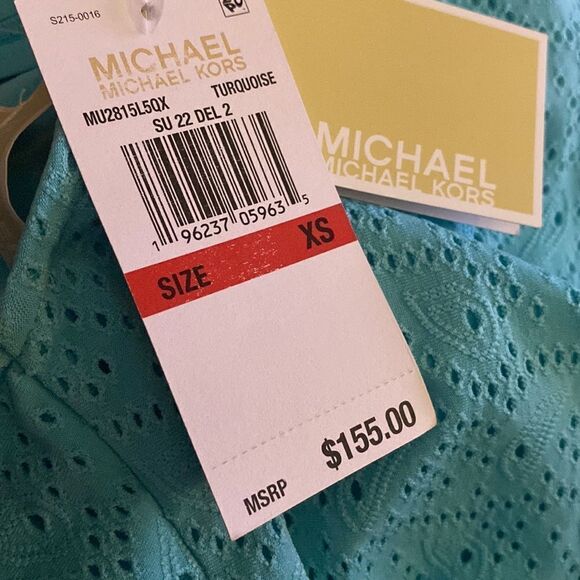 S215-0016
MICHAEL
MICHAEL KORS
MU2815L5QX TURQUOISE
SU 22 DEL 2
1 96237 05963 5
SIZE XS
MSRP $155.00
MICHAEL
MICHAEL KORS